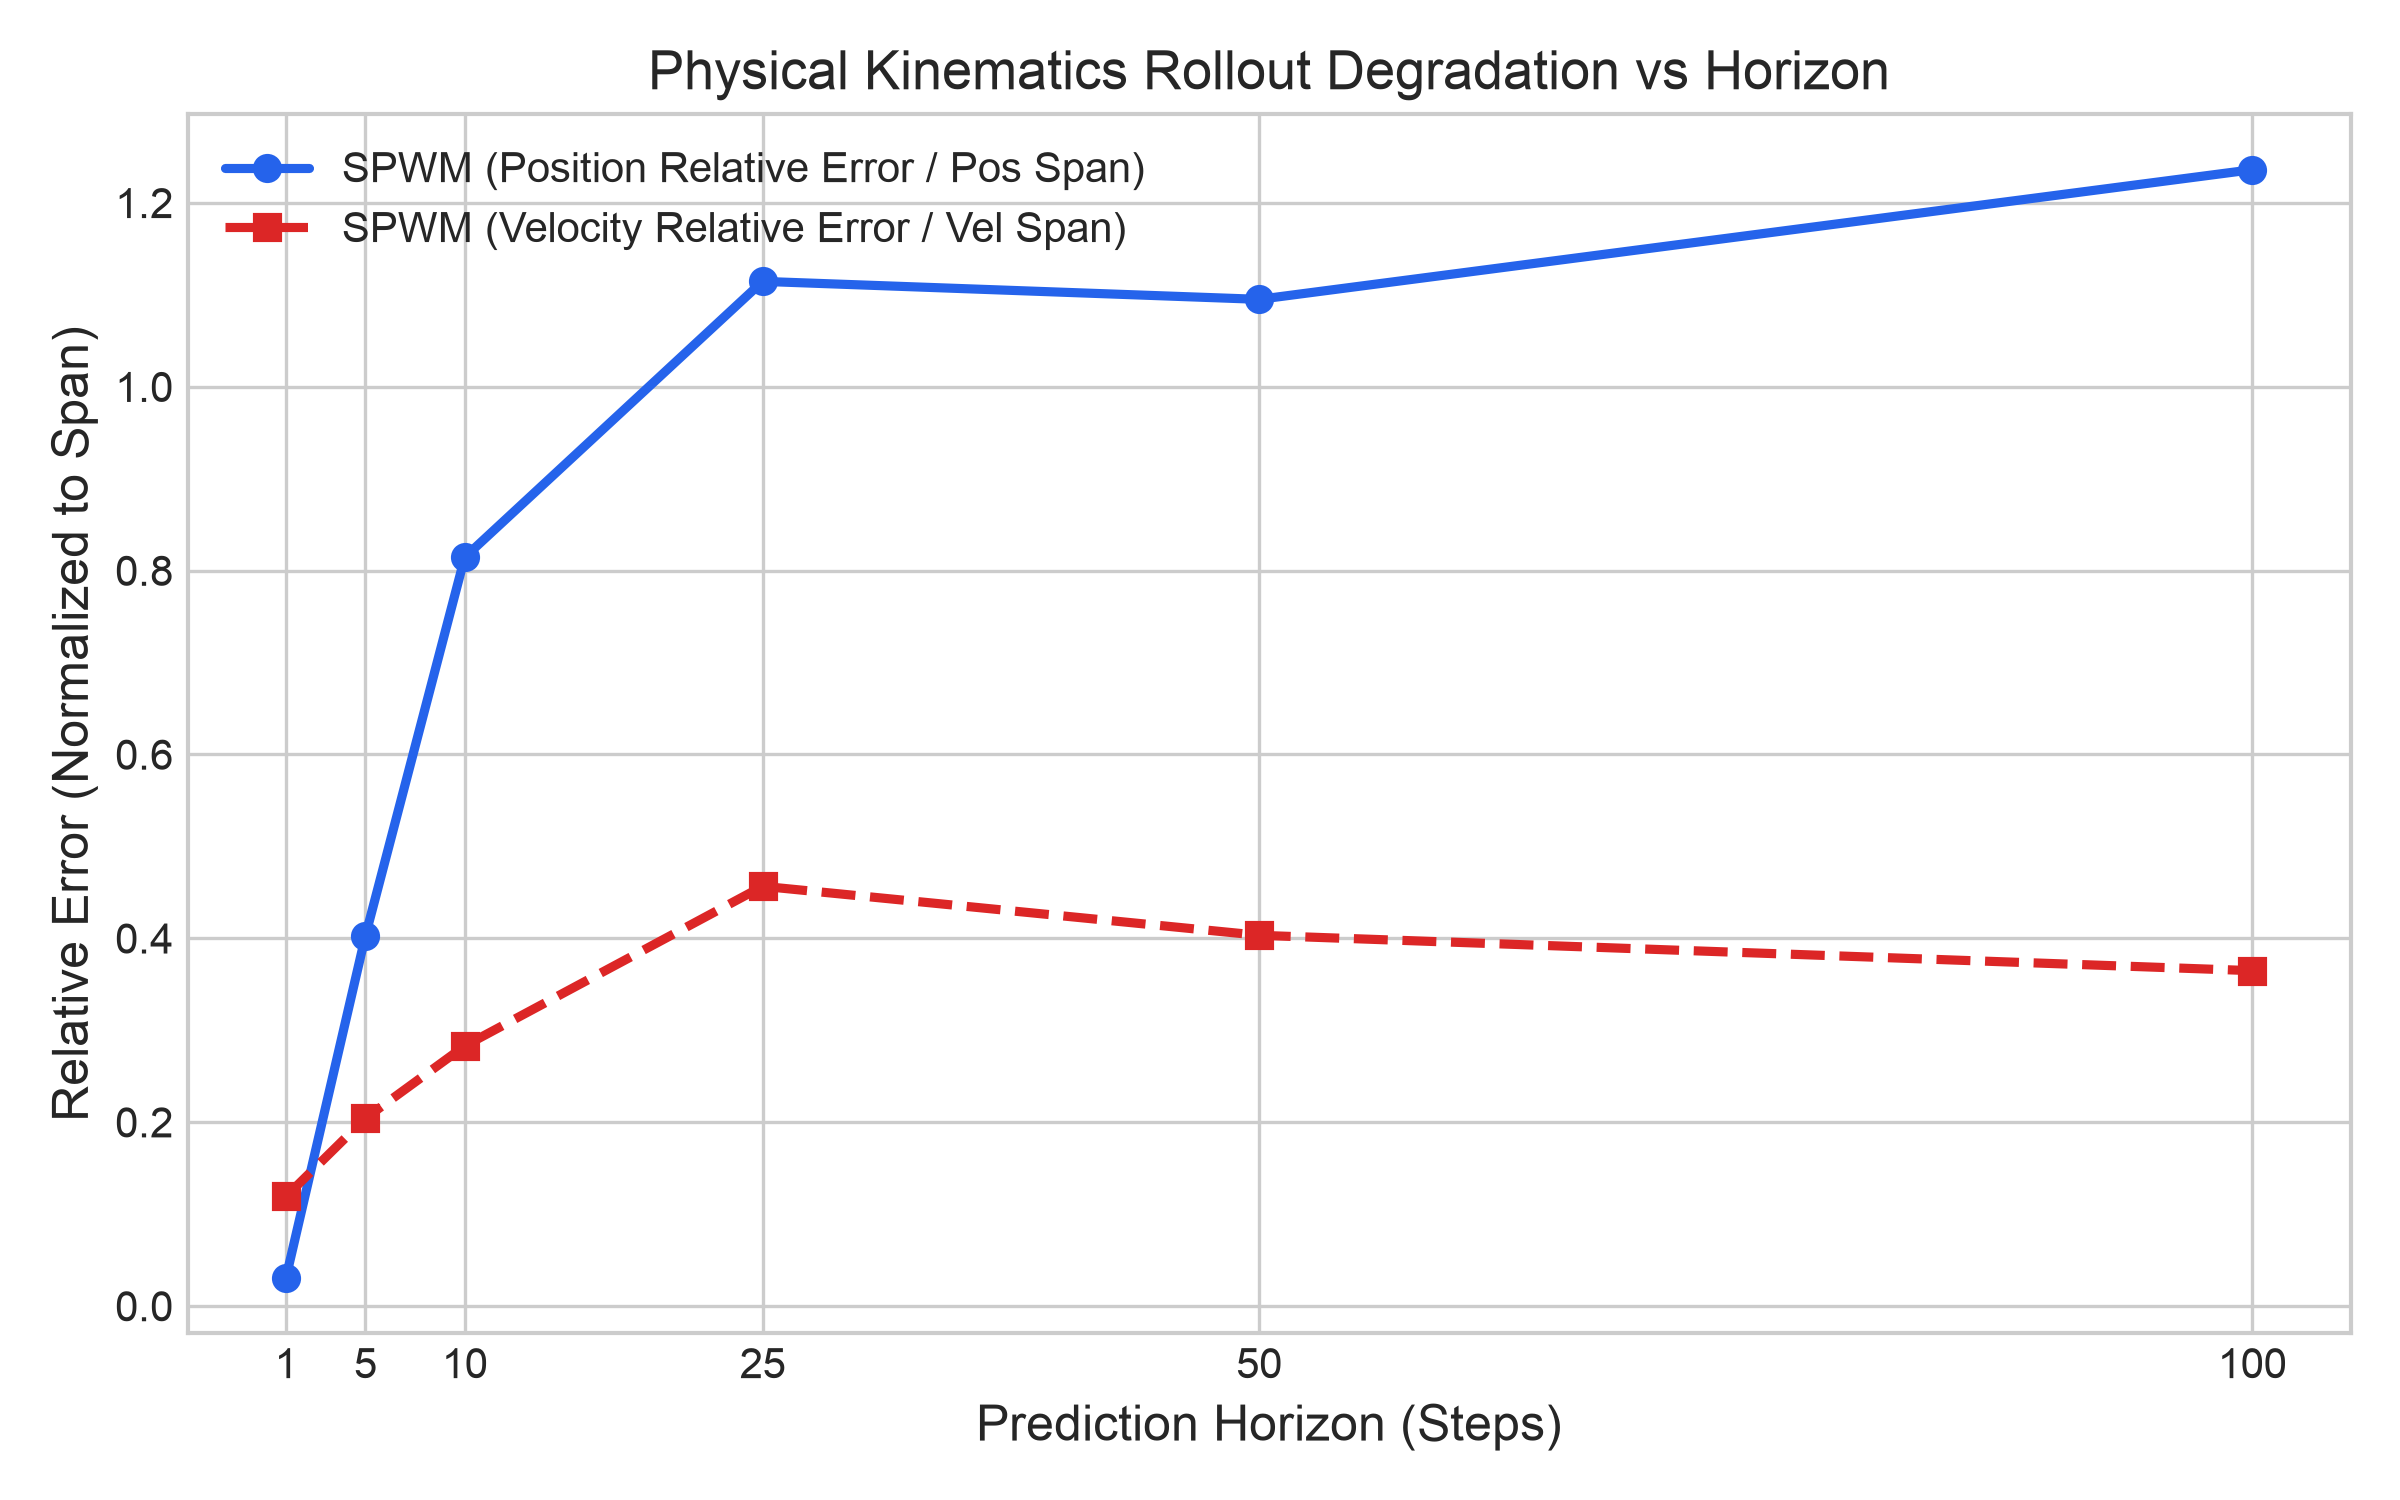 Physical Kinematics Rollout Degradation vs Horizon
SPWM (Position Relative Error / Pos Span)
SPWM (Velocity Relative Error / Vel Span)
Relative Error (Normalized to Span)
1.2
1.0
0.8
0.6
0.4
0.2
0.0
1 5 10 25 50 100
Prediction Horizon (Steps)